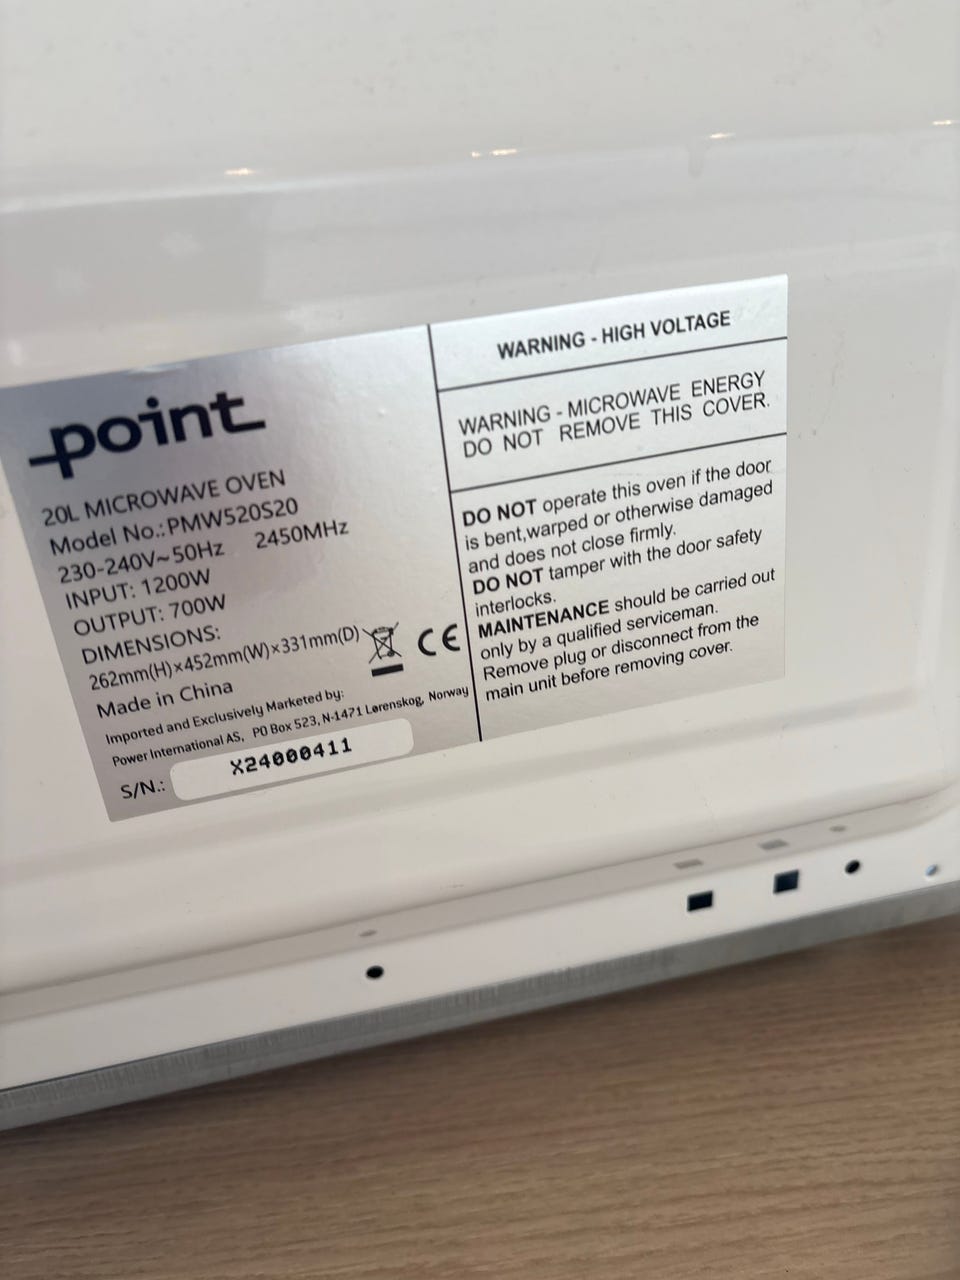 point
20L MICROWAVE OVEN
Model No.:PMW520S20
230-240V~50Hz 2450MHz
INPUT: 1200W
OUTPUT: 700W
DIMENSIONS:
262mm(H)×452mm(W)×331mm(D)
CE
Made in China
Imported and Exclusively Marketed by:
Power International AS, PO Box 523, N-1471 Lørenskog, Norway
S/N.: X24000411
WARNING - HIGH VOLTAGE
WARNING - MICROWAVE ENERGY
DO NOT REMOVE THIS COVER.
DO NOT operate this oven if the door
is bent,warped or otherwise damaged
and does not close firmly.
DO NOT tamper with the door safety
interlocks.
MAINTENANCE should be carried out
only by a qualified serviceman.
Remove plug or disconnect from the
main unit before removing cover.